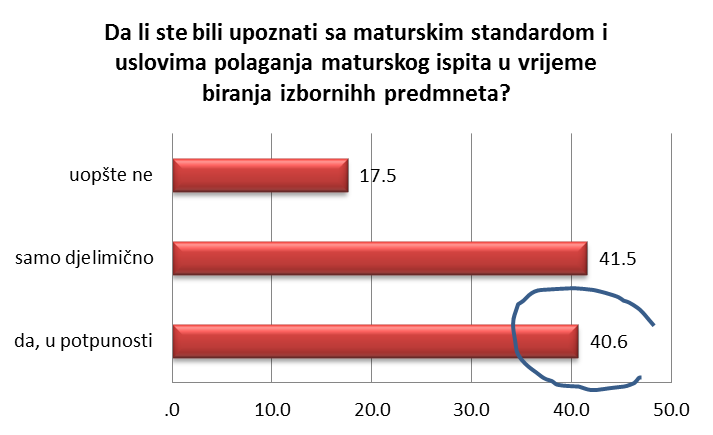 Da li ste bili upoznati sa maturskim standardom i
uslovima polaganja maturskog ispita u vrijeme
biranja izbornihh predmneta?
uopšte ne 17.5
samo djelimično 41.5
da, u potpunosti 40.6
.0 10.0 20.0 30.0 40.0 50.0